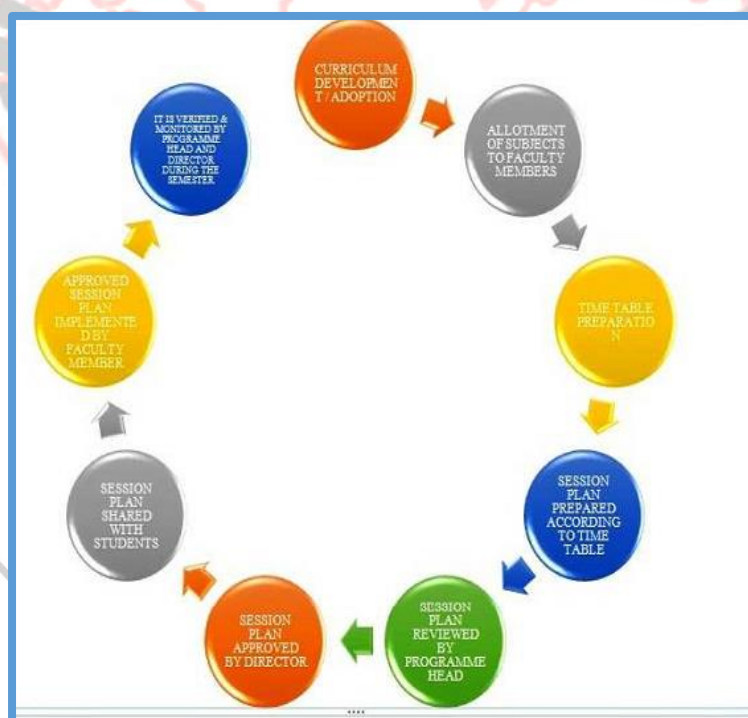 CURRICULUM
DEVELOPMEN
T / ADOPTION
ALLOTMENT
OF SUBJECTS
TO FACULTY
MEMBERS
TIME TABLE
PREPARATIO
N
SESSION
PLAN
PREPARED
ACCORDING
TO TIME
TABLE
SESSION
PLAN
REVIEWED
BY
PROGRAMME
HEAD
SESSION
PLAN
APPROVED
BY DIRECTOR
SESSION
PLAN
SHARED
WITH
STUDENTS
APPROVED
SESSION
PLAN
IMPLEMENTE
D BY
FACULTY
MEMBER
IT IS VERIFIED &
MONITORED BY
PROGRAMME
HEAD AND
DIRECTOR
DURING THE
SEMESTER